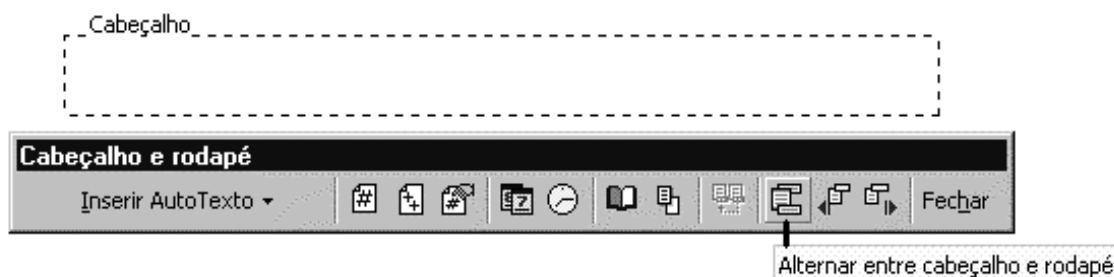 Cabeçalho
Cabeçalho e rodapé
Inserir AutoTexto Fechar
Alternar entre cabeçalho e rodapé